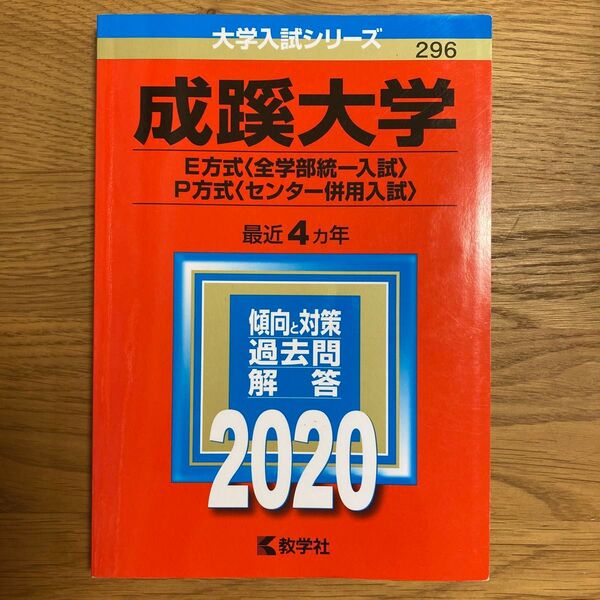 大学入試シリーズ
296
成蹊大学
E方式〈全学部統一入試〉
P方式〈センター併用入試〉
最近4カ年
傾向と対策
過去問
解答
2020
教学社